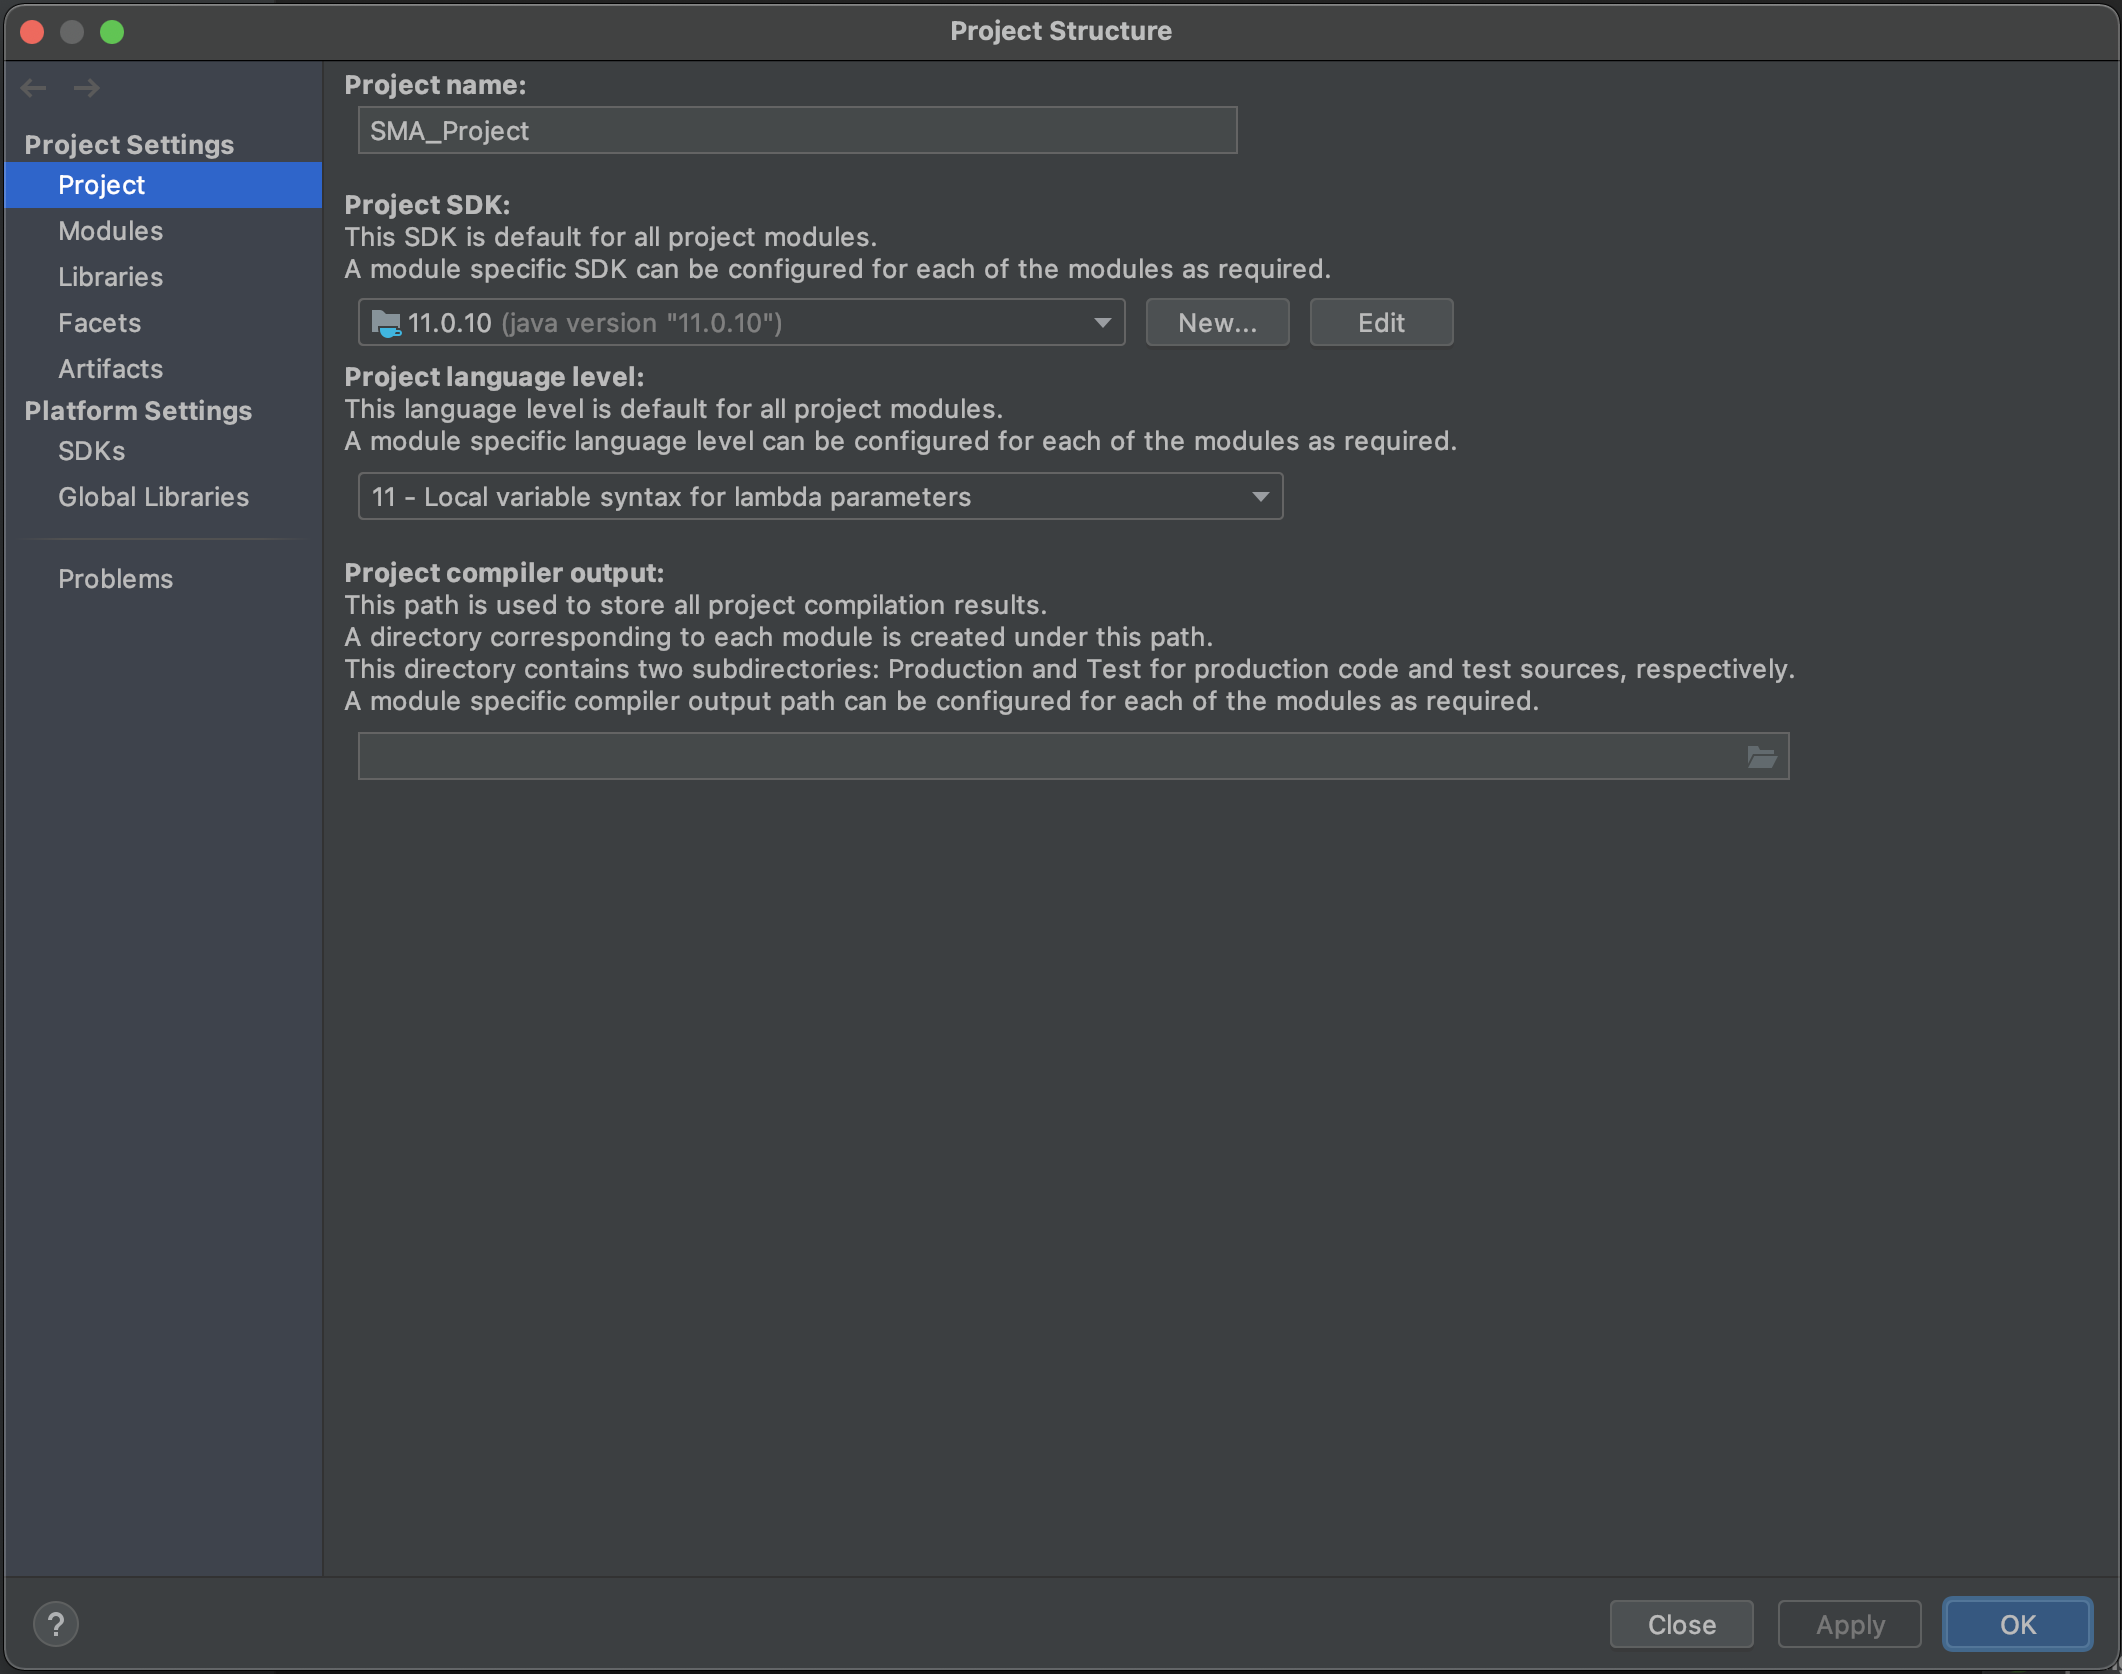 Project Structure
Project Settings
Project
Modules
Libraries
Facets
Artifacts
Platform Settings
SDKs
Global Libraries
Problems
Project name:
SMA_Project
Project SDK:
This SDK is default for all project modules.
A module specific SDK can be configured for each of the modules as required.
11.0.10 (java version "11.0.10")
New...
Edit
Project language level:
This language level is default for all project modules.
A module specific language level can be configured for each of the modules as required.
11 - Local variable syntax for lambda parameters
Project compiler output:
This path is used to store all project compilation results.
A directory corresponding to each module is created under this path.
This directory contains two subdirectories: Production and Test for production code and test sources, respectively.
A module specific compiler output path can be configured for each of the modules as required.
?
Close
Apply
OK